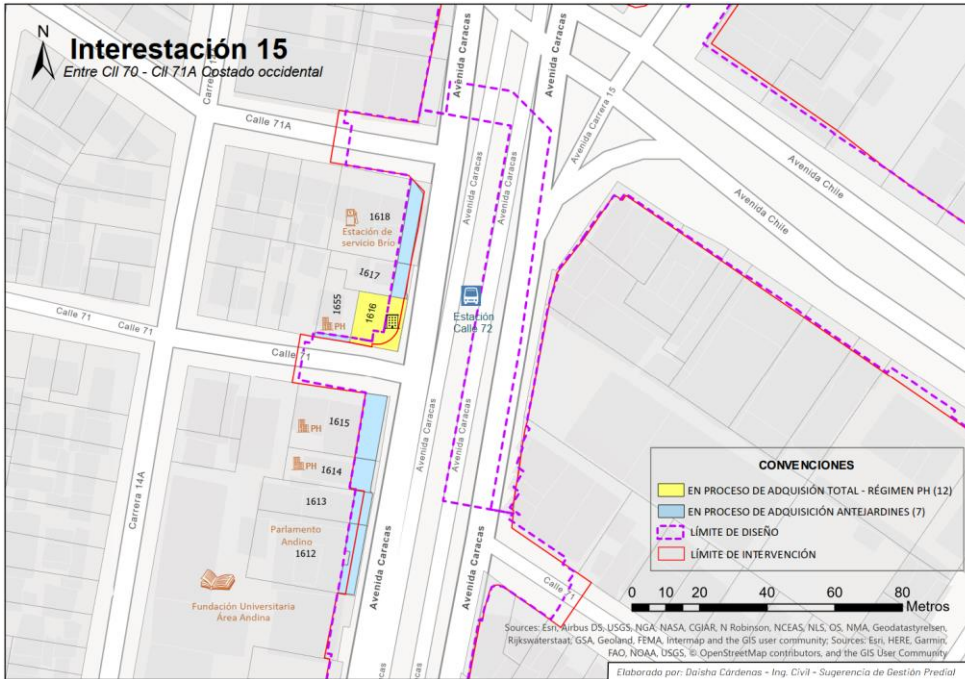 N
Interestación 15
Entre Cll 70 - Cll 71A Costado occidental
Avenida Caracas
Avenida Caracas
Avenida Carrera 15
Calle 71A
Avenida Caracas
Avenida Caracas
Avenida Chile
Avenida Chile
1618
Estación de
servicio Brío
1617
1655
1616
PH
Estación
Calle 72
Calle 71
Calle 71
Calle 71
1615
PH
1614
PH
1613
Parlamento
Andino
1612
Carrera 14A
Avenida Caracas
Avenida Caracas
Avenida Caracas
Avenida Caracas
Avenida Caracas
Fundación Universitaria
Área Andina
Calle 71
CONVENCIONES
EN PROCESO DE ADQUISIÓN TOTAL - RÉGIMEN PH (12)
EN PROCESO DE ADQUISICIÓN ANTEJARDINES (7)
LÍMITE DE DISEÑO
LÍMITE DE INTERVENCIÓN
0 10 20 40 60 80
Metros
Sources: Esri, Airbus DS, USGS, NGA, NASA, CGIAR, N Robinson, NCEAS, NLS, OS, NMA, Geodatastyrelsen,
Rijkswaterstaat, GSA, Geoland, FEMA, Intermap and the GIS user community; Sources: Esri, HERE, Garmin,
FAO, NOAA, USGS, © OpenStreetMap contributors, and the GIS User Community
Elaborado por: Daisha Cárdenas - Ing. Civil - Sugerencia de Gestión Predial